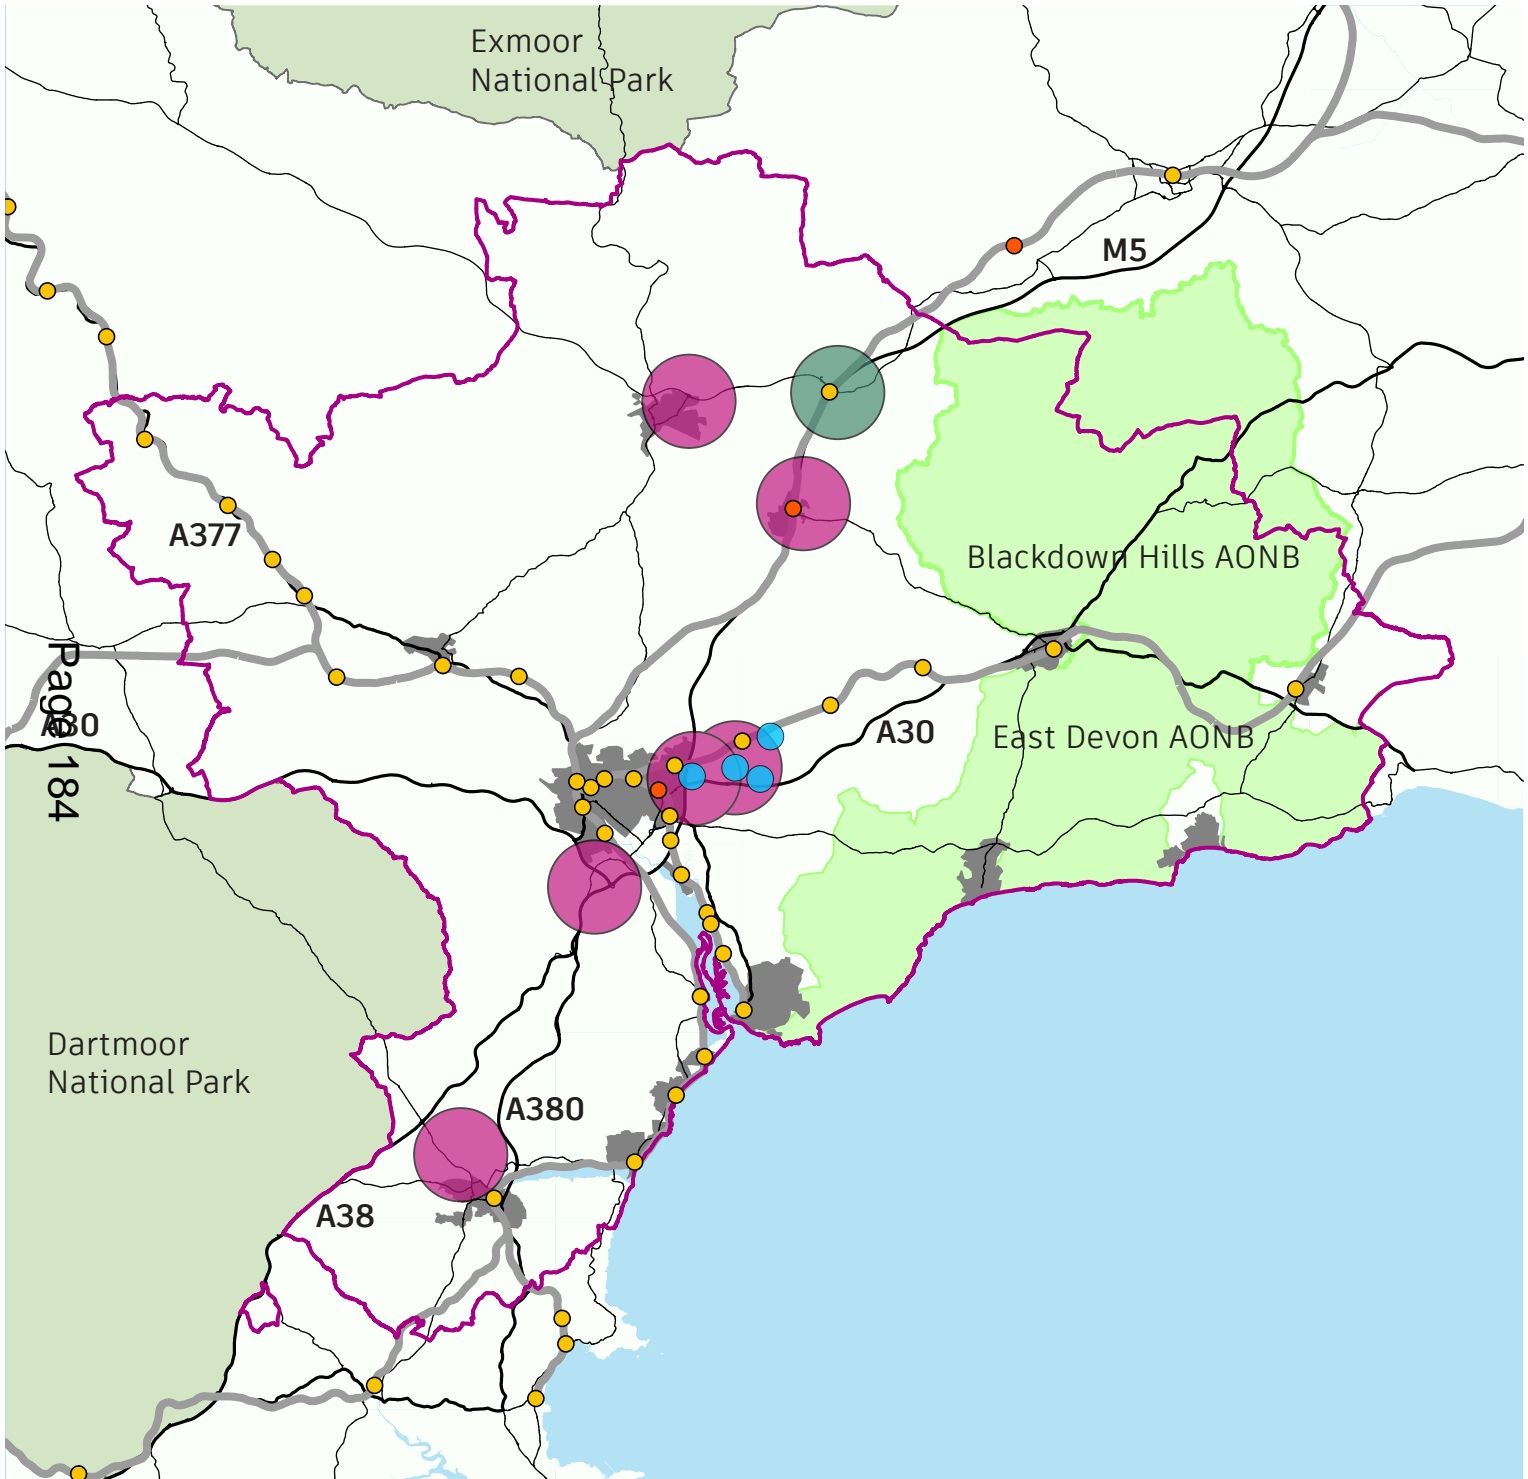 Exmoor
National Park
M5
A377
Blackdown Hills AONB
Page 184
A30
A30
East Devon AONB
Dartmoor
National Park
A380
A38